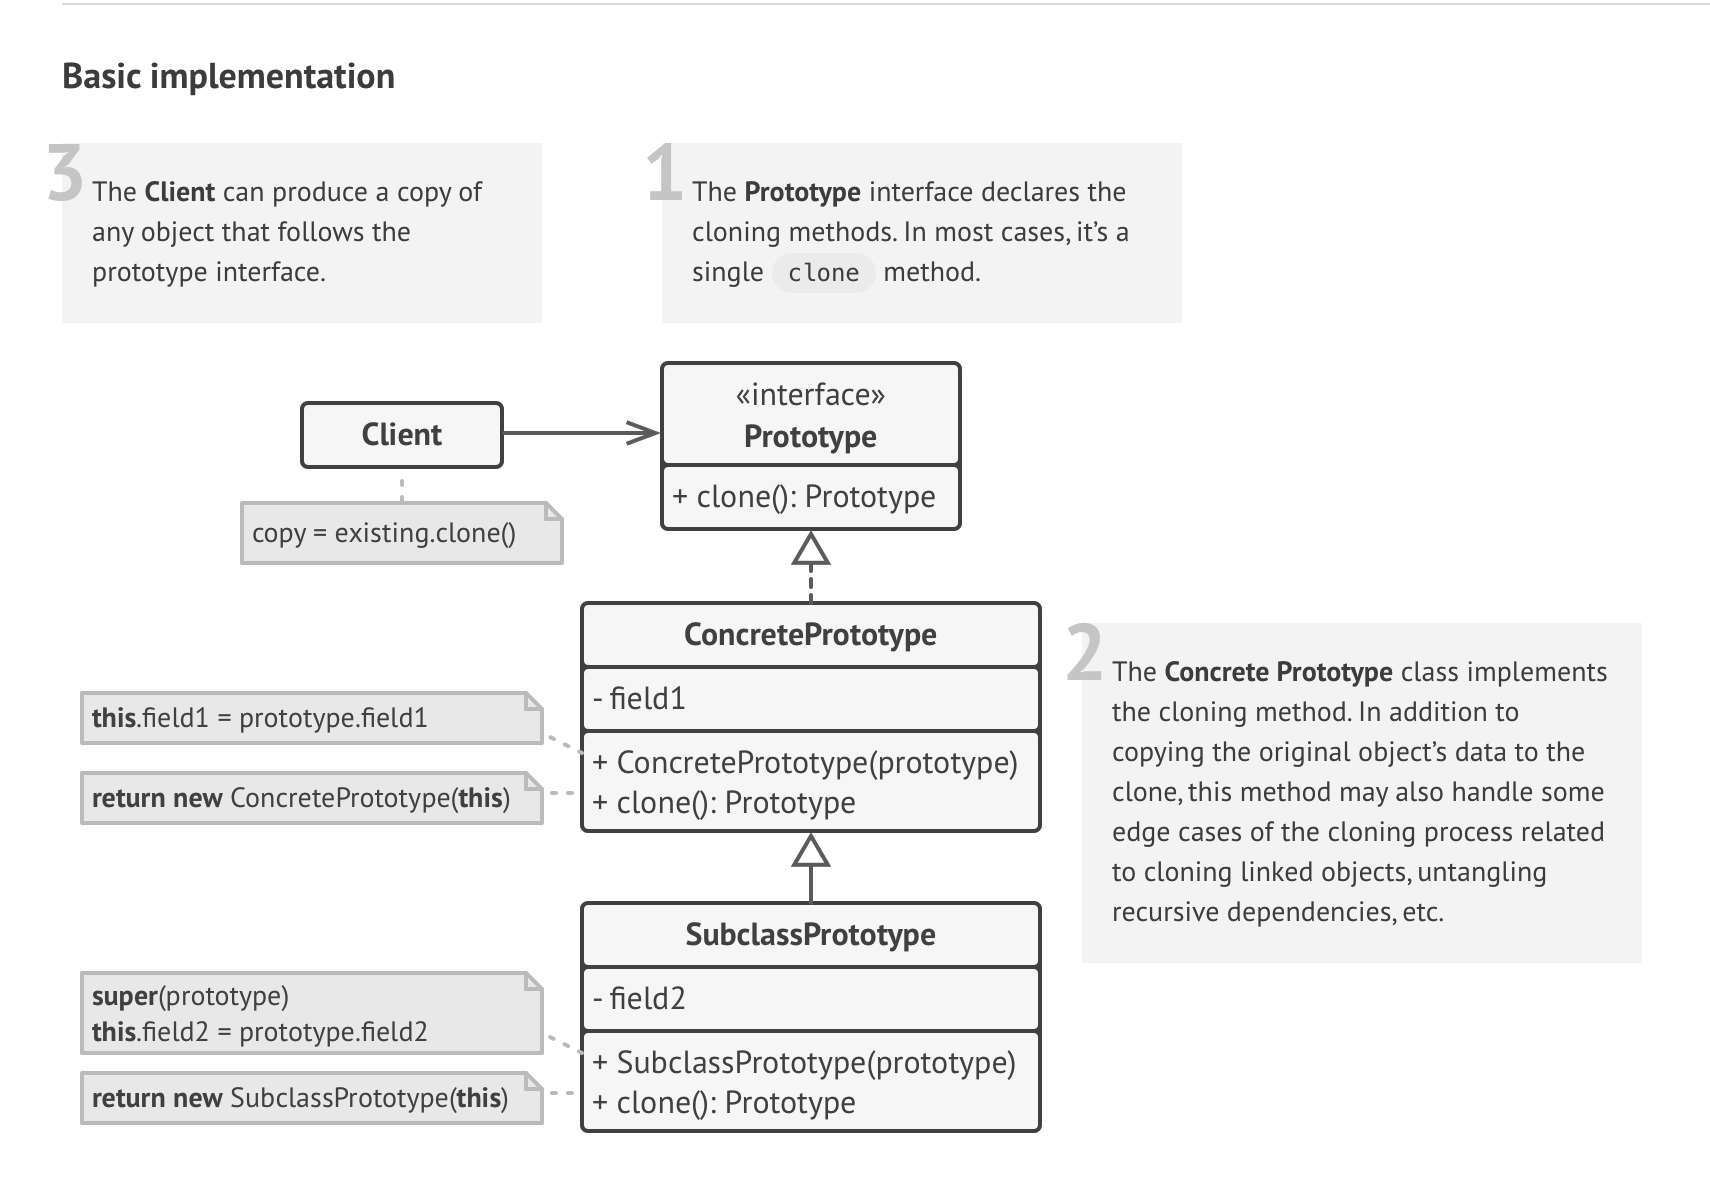 Basic implementation
3
The Client can produce a copy of
any object that follows the
prototype interface.
1
The Prototype interface declares the
cloning methods. In most cases, it's a
single clone method.
Client
copy = existing.clone()
«interface»
Prototype
+ clone(): Prototype
ConcretePrototype
- field1
+ ConcretePrototype(prototype)
+ clone(): Prototype
this.field1 = prototype.field1
return new ConcretePrototype(this)
2
The Concrete Prototype class implements
the cloning method. In addition to
copying the original object's data to the
clone, this method may also handle some
edge cases of the cloning process related
to cloning linked objects, untangling
recursive dependencies, etc.
SubclassPrototype
- field2
+ SubclassPrototype(prototype)
+ clone(): Prototype
super(prototype)
this.field2 = prototype.field2
return new SubclassPrototype(this)